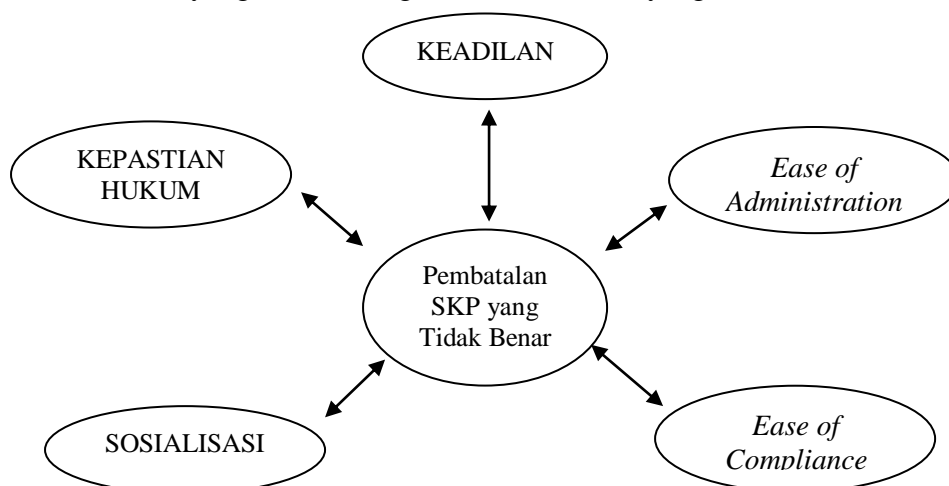 KEADILAN
KEPASTIAN
HUKUM
Ease of
Administration
Pembatalan
SKP yang
Tidak Benar
SOSIALISASI
Ease of
Compliance